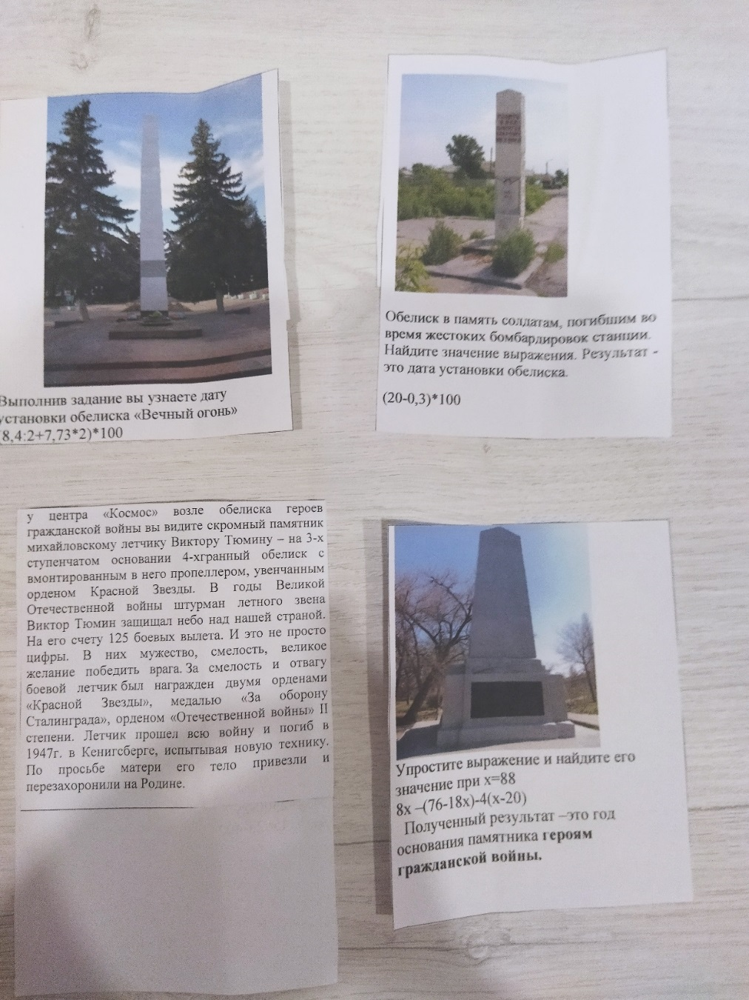 Выполнив задание вы узнаете дату
установки обелиска «Вечный огонь»
(8,4:2+7,73*2)*100
Обелиск в память солдатам, погибшим во
время жестоких бомбардировок станции.
Найдите значение выражения. Результат -
это дата установки обелиска.
(20-0,3)*100
у центра «Космос» возле обелиска героев
гражданской войны вы видите скромный памятник
михайловскому летчику Виктору Тюмину – на 3-х
ступенчатом основании 4-хгранный обелиск с
вмонтированным в него пропеллером, увенчанным
орденом Красной Звезды. В годы Великой
Отечественной войны штурман летного звена
Виктор Тюмин защищал небо над нашей страной.
На его счету 125 боевых вылета. И это не просто
цифры. В них мужество, смелость, великое
желание победить врага. За смелость и отвагу
боевой летчик был награжден двумя орденами
«Красной Звезды», медалью «За оборону
Сталинграда», орденом «Отечественной войны» II
степени. Летчик прошел всю войну и погиб в
1947г. в Кенигсберге, испытывая новую технику.
По просьбе матери его тело привезли и
перезахоронили на Родине.
Упростите выражение и найдите его
значение при х=88
8х –(76-18х)-4(х-20)
Полученный результат –это год
основания памятника героям
гражданской войны.